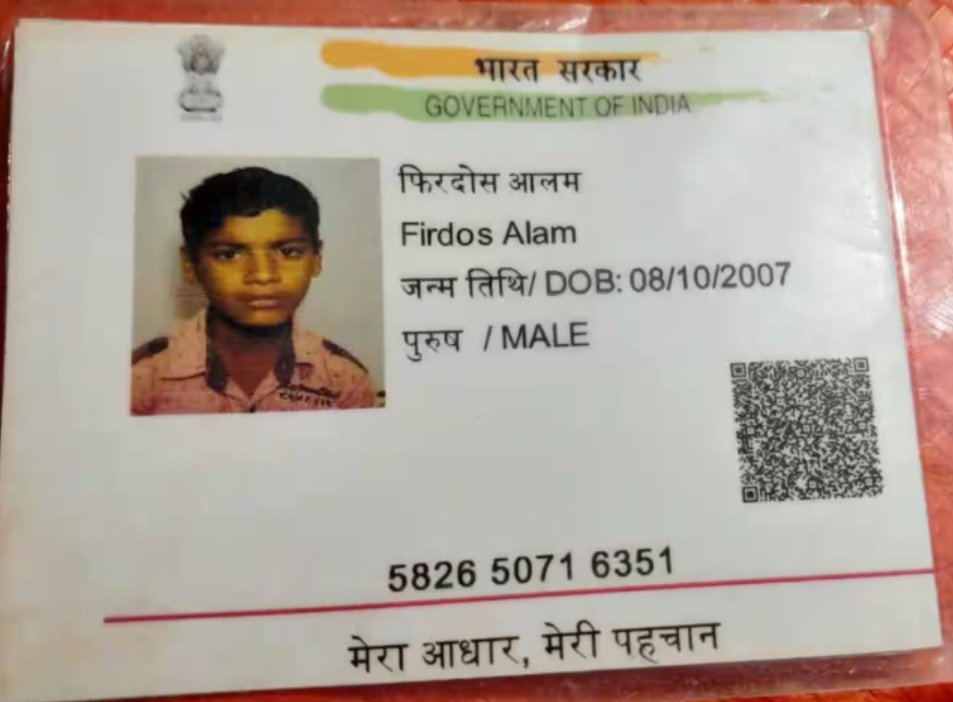 भारत सरकार
GOVERNMENT OF INDIA
फिरदोस आलम
Firdos Alam
जन्म तिथि/ DOB: 08/10/2007
पुरुष / MALE
5826 5071 6351
मेरा आधार, मेरी पहचान